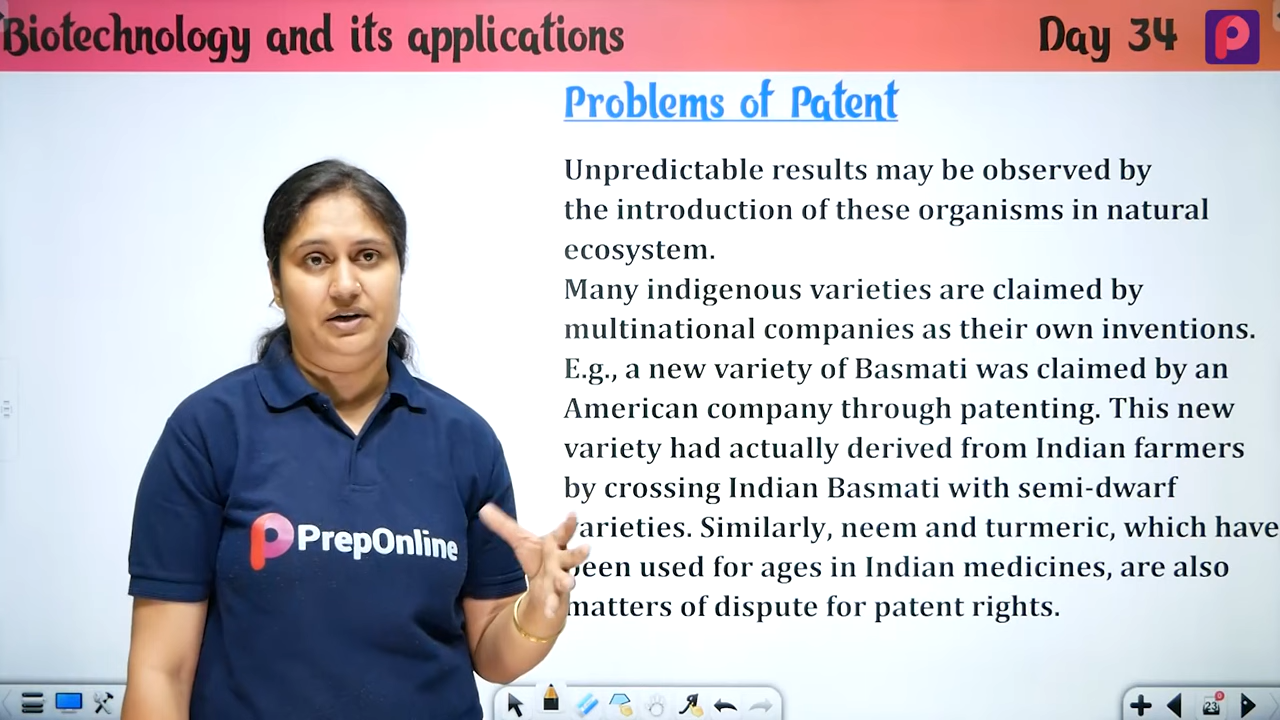 Biotechnology and its applications
Day 34
Problems of Patent
Unpredictable results may be observed by
the introduction of these organisms in natural
ecosystem.
Many indigenous varieties are claimed by
multinational companies as their own inventions.
E.g., a new variety of Basmati was claimed by an
American company through patenting. This new
variety had actually derived from Indian farmers
by crossing Indian Basmati with semi-dwarf
varieties. Similarly, neem and turmeric, which have
been used for ages in Indian medicines, are also
matters of dispute for patent rights.
PrepOnline
23